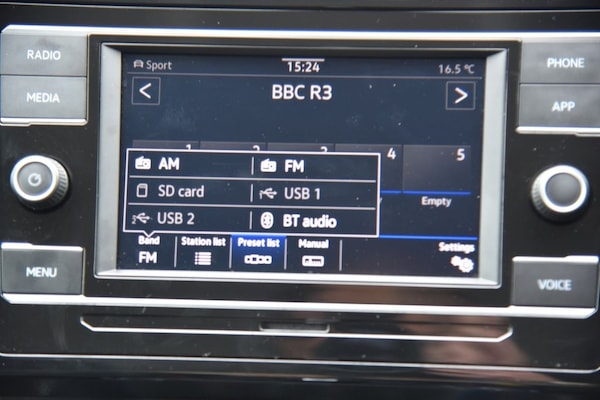 RADIO
MEDIA
MENU
PHONE
APP
VOICE
Sport 15:24 16.5 °C
< BBC R3 >
1 2 3 4 5
Empty
AM FM
SD card USB 1
2 USB 2 BT audio
Band Station list Preset list Manual Settings
FM